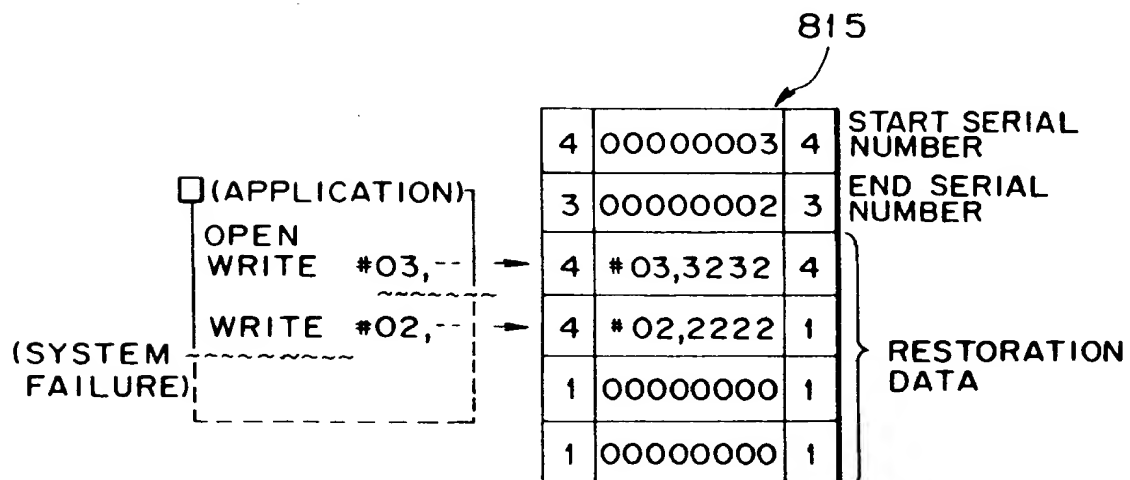 815
4 00000003 4 START SERIAL
NUMBER
3 00000002 3 END SERIAL
NUMBER
(APPLICATION)
OPEN
WRITE #03,-- 4 #03,3232 4
WRITE #02,-- 4 #02,2222 1
(SYSTEM
FAILURE)
RESTORATION
DATA
1 00000000 1
1 00000000 1